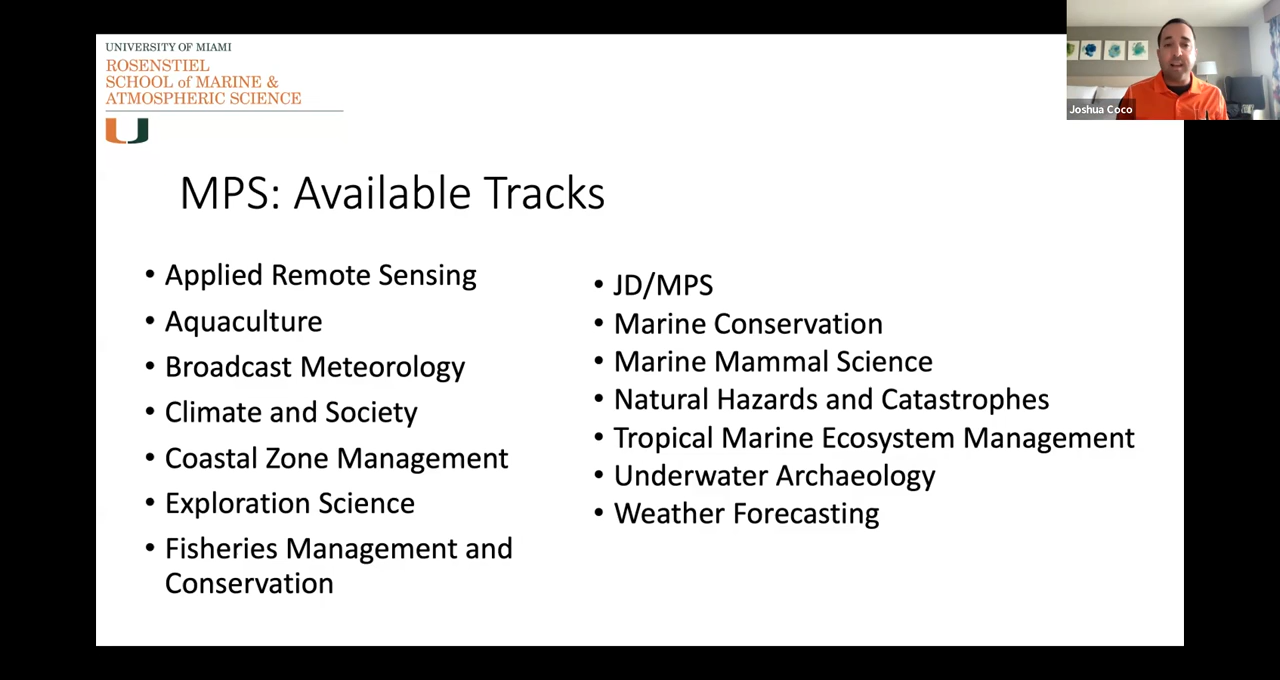 UNIVERSITY OF MIAMI
ROSENSTIEL
SCHOOL of MARINE &
ATMOSPHERIC SCIENCE
Joshua Coco
MPS: Available Tracks
• Applied Remote Sensing
• Aquaculture
• Broadcast Meteorology
• Climate and Society
• Coastal Zone Management
• Exploration Science
• Fisheries Management and
Conservation
• JD/MPS
• Marine Conservation
• Marine Mammal Science
• Natural Hazards and Catastrophes
• Tropical Marine Ecosystem Management
• Underwater Archaeology
• Weather Forecasting